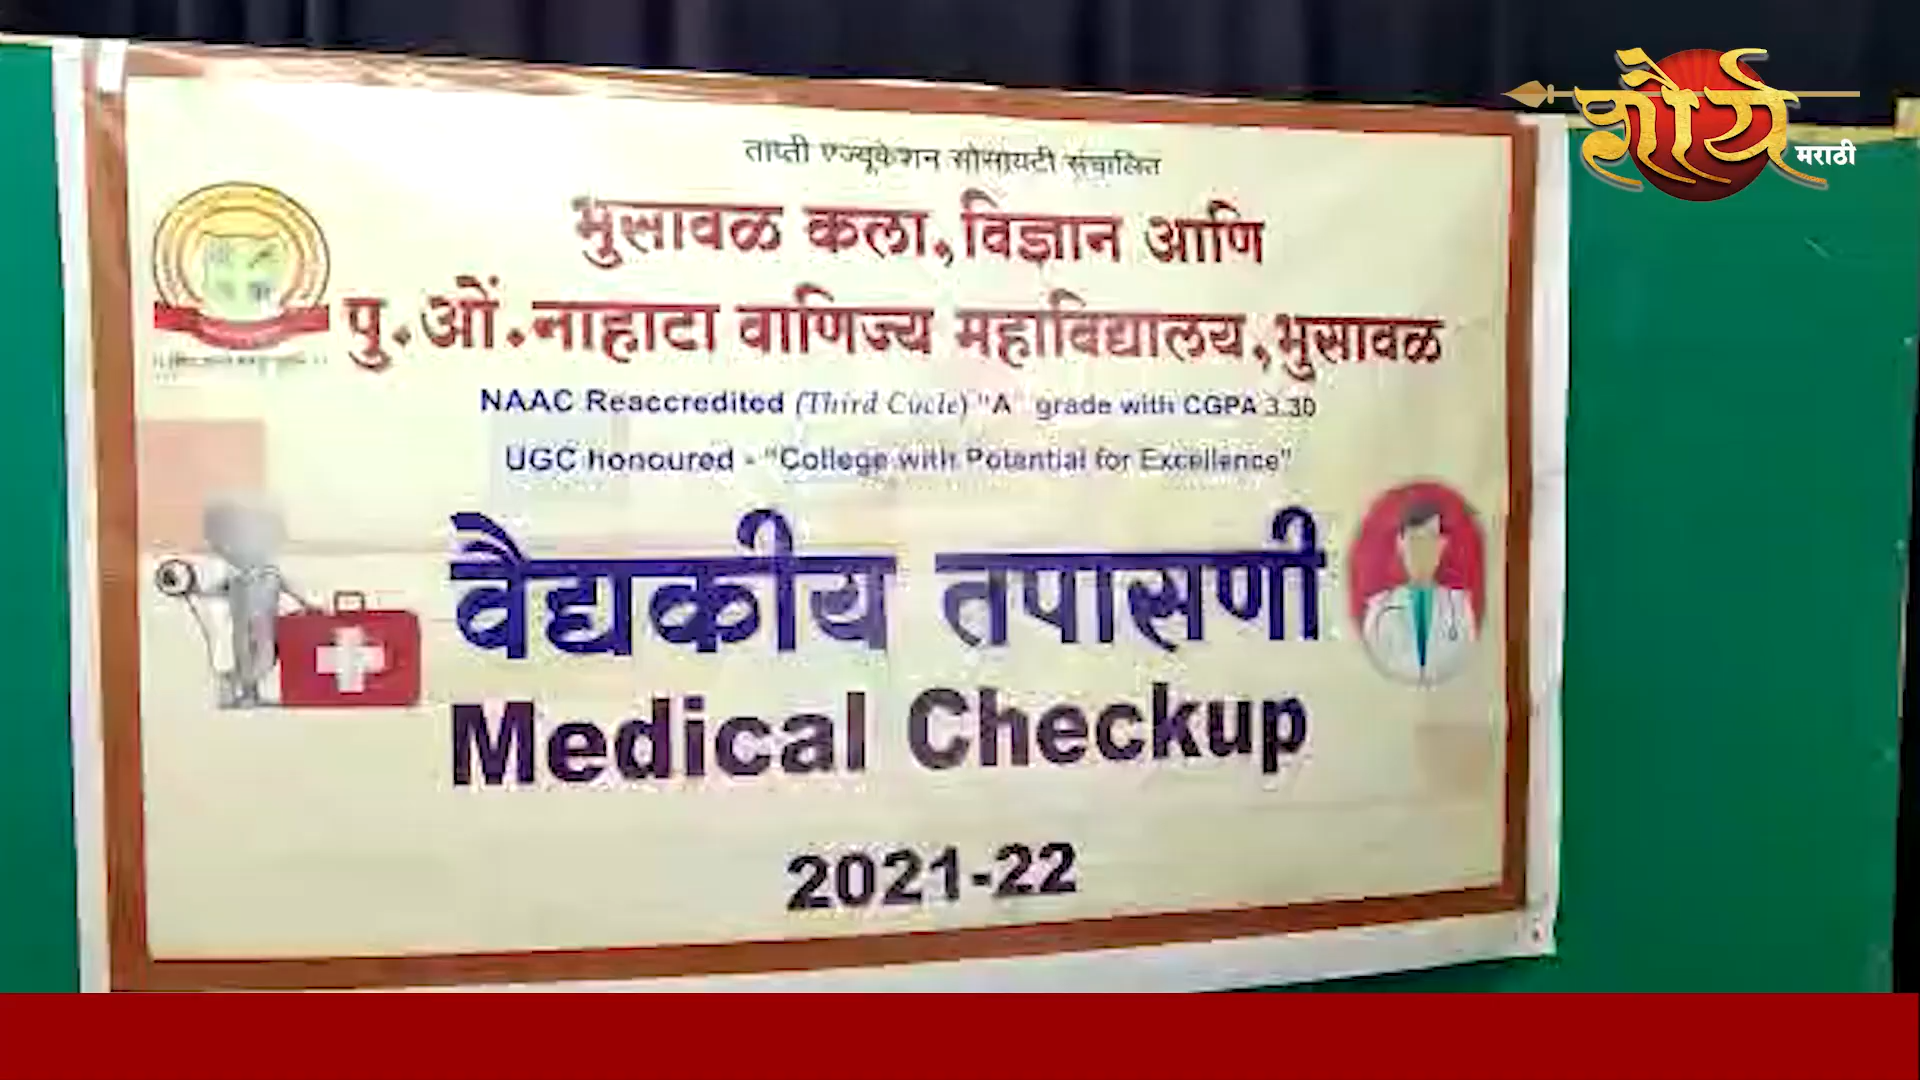 शौर्य
मराठी
ताप्ती एज्यूकेशन सोसायटी संचालित
भुसावळ कला, विज्ञान आणि
पु.ओं.नाहाटा वाणिज्य महाविद्यालय,भुसावळ
NAAC Reaccredited (Third Cycle) "A" grade with CGPA 3.30
UGC honoured - "College with Potential for Excellence"
वैद्यकीय तपासणी
Medical Checkup
2021-22